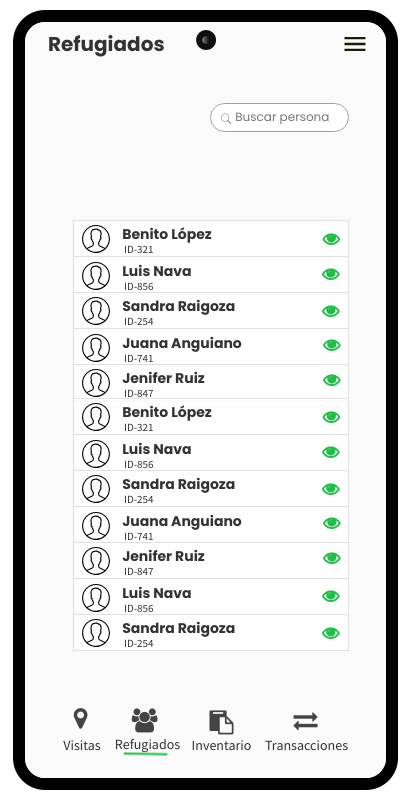 Refugiados
Buscar persona
Benito López
ID-321
Luis Nava
ID-856
Sandra Raigoza
ID-254
Juana Anguiano
ID-741
Jenifer Ruiz
ID-847
Benito López
ID-321
Luis Nava
ID-856
Sandra Raigoza
ID-254
Juana Anguiano
ID-741
Jenifer Ruiz
ID-847
Luis Nava
ID-856
Sandra Raigoza
ID-254
Visitas Refugiados Inventario Transacciones